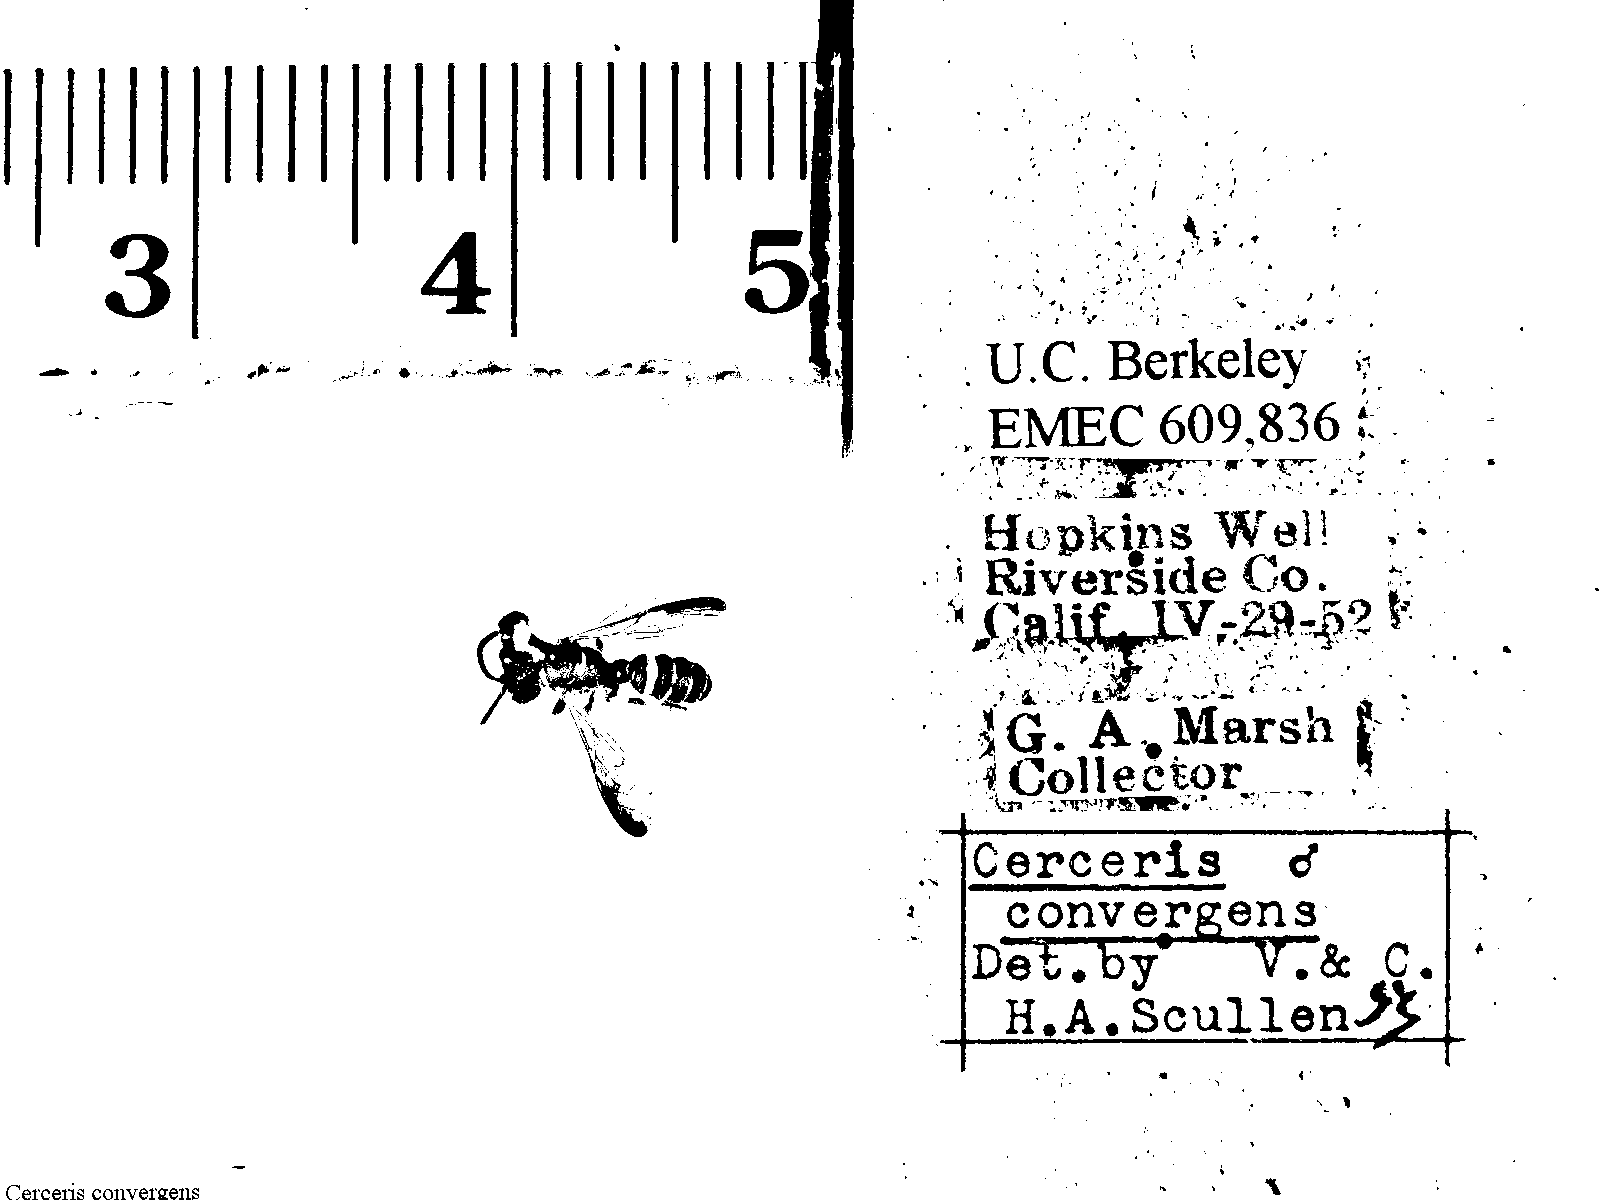 3 4 5
U.C. Berkeley
EMEC 609,836
Hopkins Well
Riverside Co.
Calif. IV-29-52
G. A. Marsh
Collector
Cerceris ♂
convergens
Det. by V. & C.
H.A.Scullen 53
Cerceris convergens